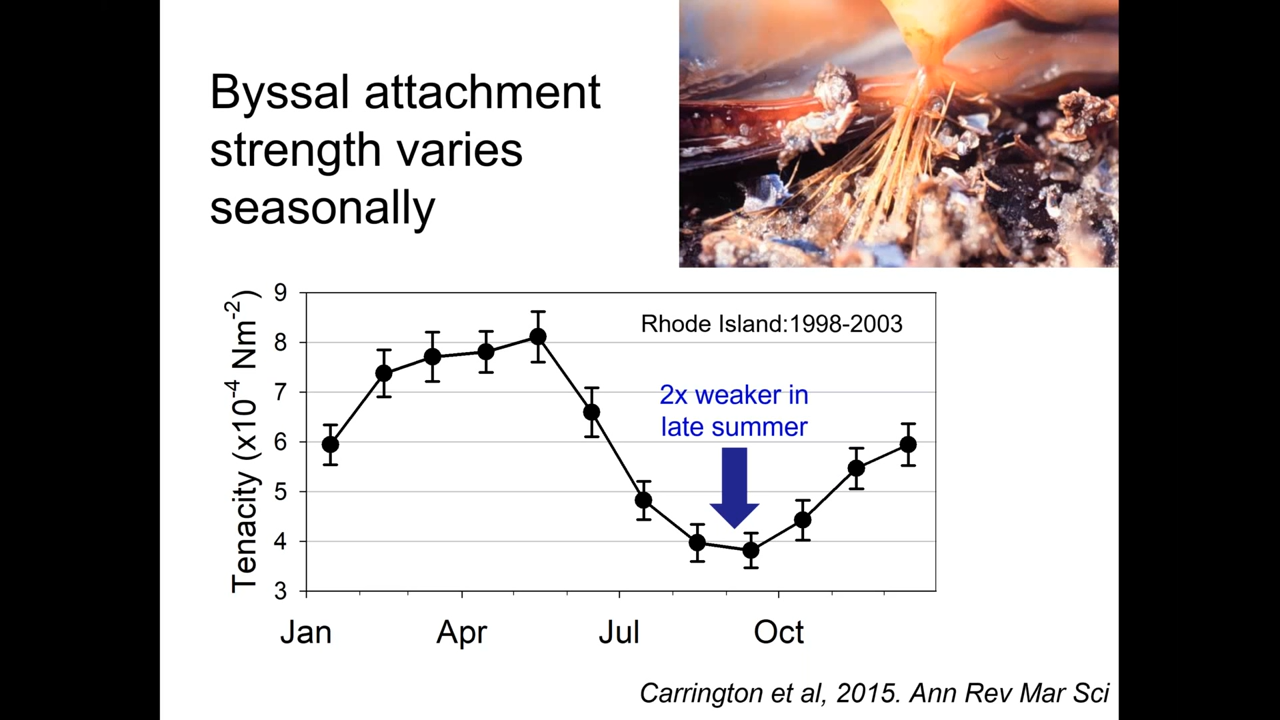 Byssal attachment
strength varies
seasonally
Rhode Island:1998-2003
2x weaker in
late summer
Tenacity (x10⁻⁴ Nm⁻²)
9
8
7
6
5
4
3
Jan Apr Jul Oct
Carrington et al, 2015. Ann Rev Mar Sci